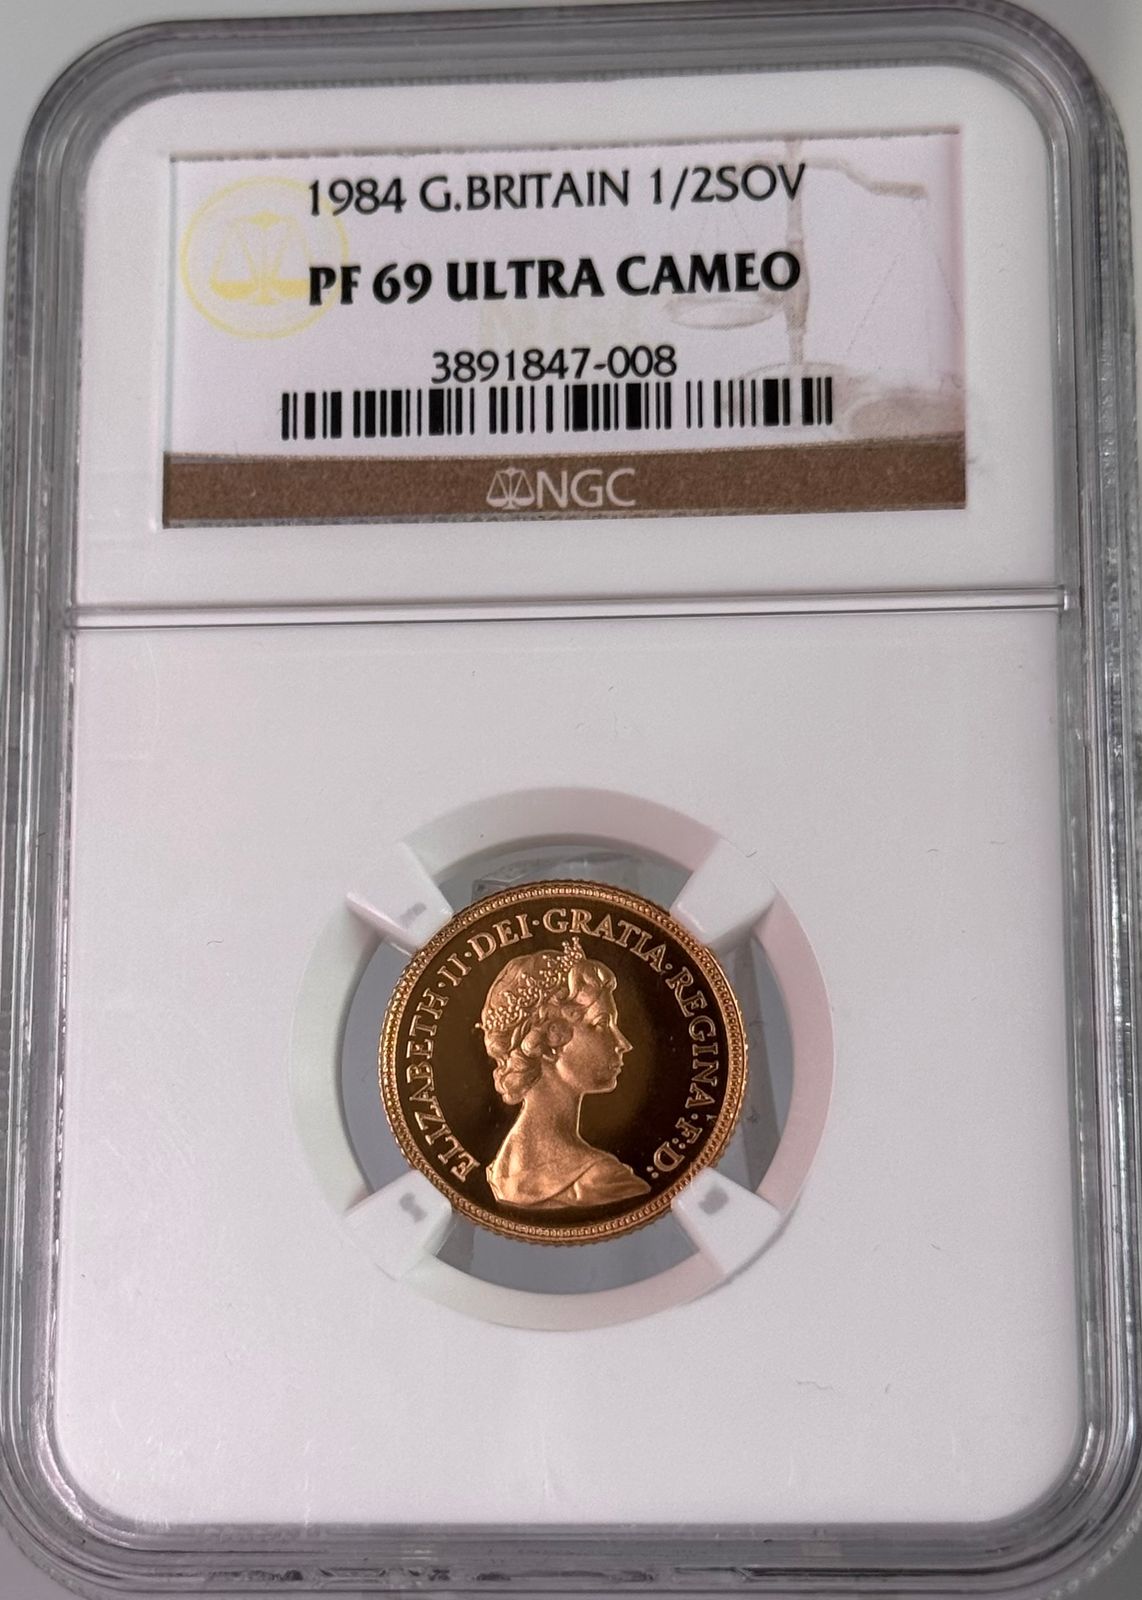 1984 G.BRITAIN 1/2SOV
PF 69 ULTRA CAMEO
3891847-008
NGC
ELIZABETH·II·DEI·GRATIA·REGINA·F:D: